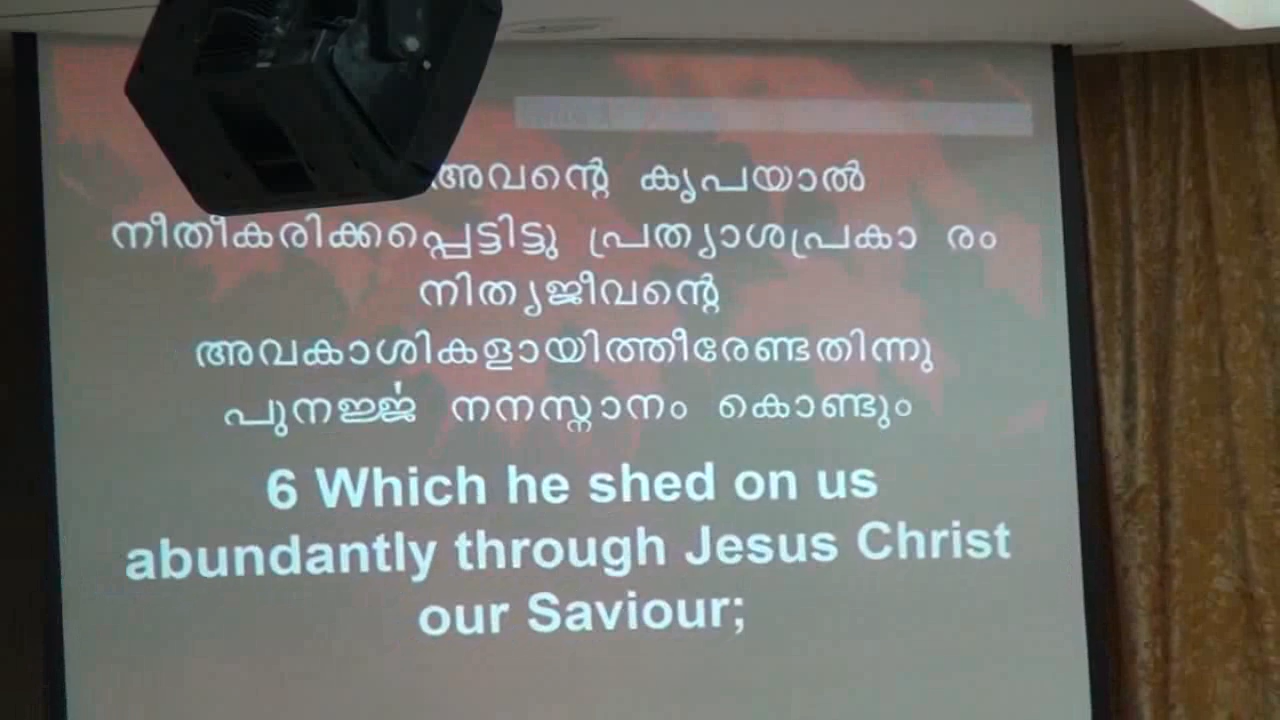 അവന്റെ കൃപയാൽ
നീതീകരിക്കപ്പെട്ടിട്ടു പ്രത്യാശപ്രകാ രം
നിത്യജീവന്റെ
അവകാശികളായിത്തീരേണ്ടതിന്നു
പുനജ്ജ൪ നനസ്നാനം കൊണ്ടും
6 Which he shed on us
abundantly through Jesus Christ
our Saviour;